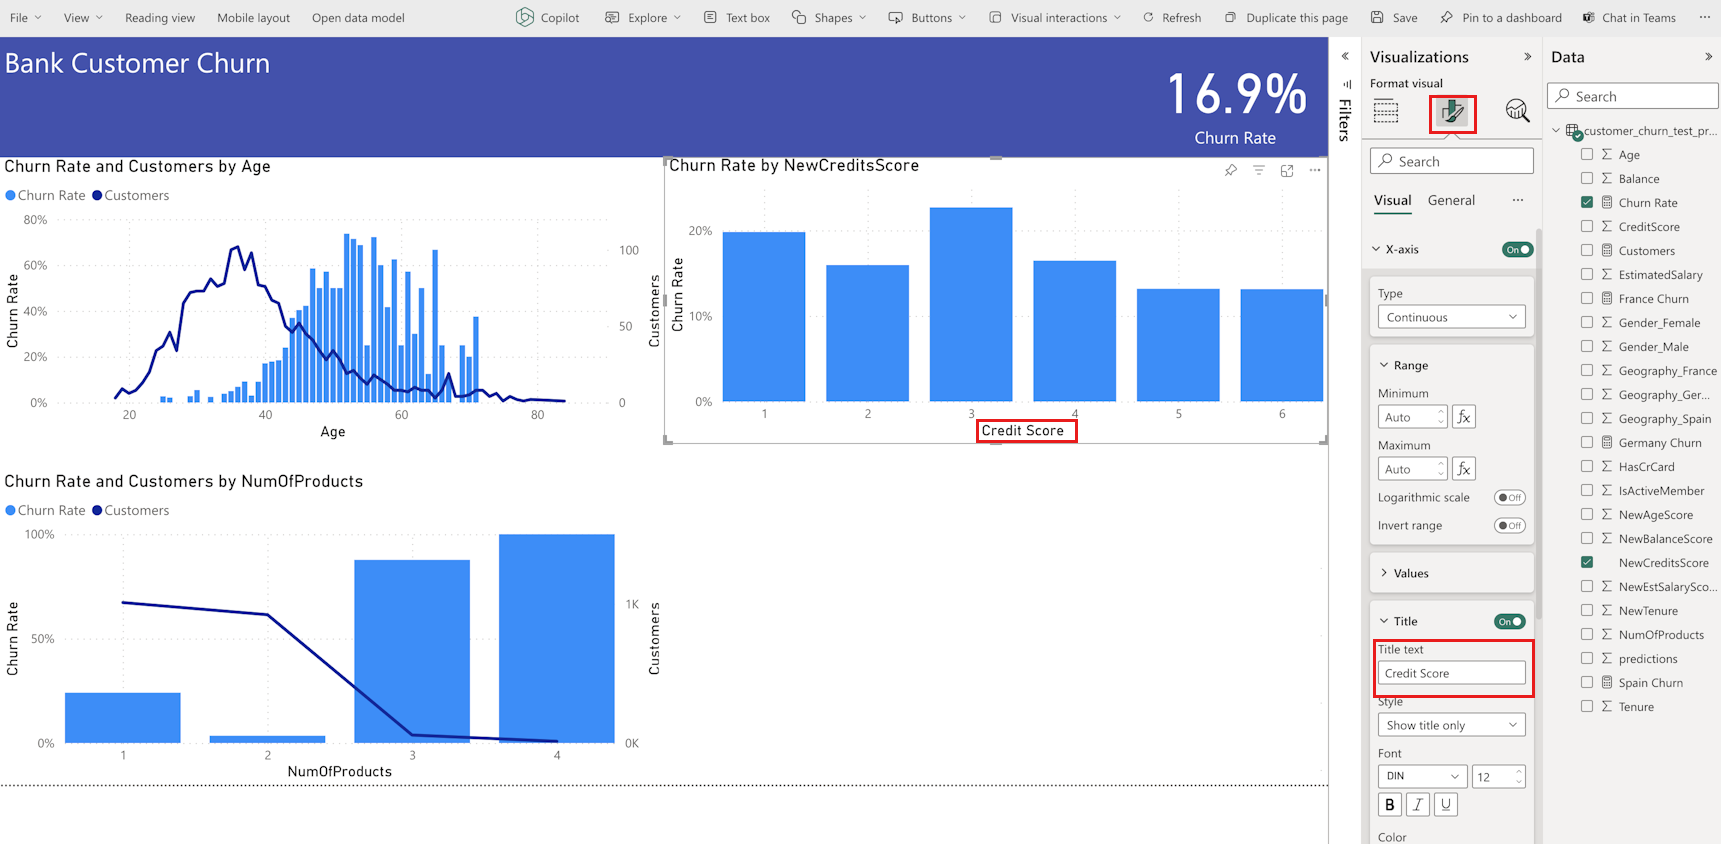 File View Reading view Mobile layout Open data model Copilot Explore Text box Shapes Buttons Visual interactions Refresh Duplicate this page Save Pin to a dashboard Chat in Teams ...
Bank Customer Churn
16.9%
Churn Rate
Churn Rate and Customers by Age
Churn Rate Customers
80%
60%
40%
20%
0%
100
50
0
20 40 60 80
Churn Rate
Customers
Age
Churn Rate by NewCreditsScore
20%
10%
0%
Churn Rate
1 2 3 4 5 6
Credit Score
Churn Rate and Customers by NumOfProducts
Churn Rate Customers
100%
50%
0%
1K
0K
Churn Rate
Customers
1 2 3 4
NumOfProducts
Filters
Visualizations
Format visual
Search
Visual General ...
X-axis On
Type
Continuous
Range
Minimum
Auto fx
Maximum
Auto fx
Logarithmic scale Off
Invert range Off
Values
Title On
Title text
Credit Score
Style
Show title only
Font
DIN 12
B I U
Color
Data
Search
customer_churn_test_pr...
Age
Balance
Churn Rate
CreditScore
Customers
EstimatedSalary
France Churn
Gender_Female
Gender_Male
Geography_France
Geography_Ger...
Geography_Spain
Germany Churn
HasCrCard
IsActiveMember
NewAgeScore
NewBalanceScore
NewCreditsScore
NewEstSalarySco...
NewTenure
NumOfProducts
predictions
Spain Churn
Tenure